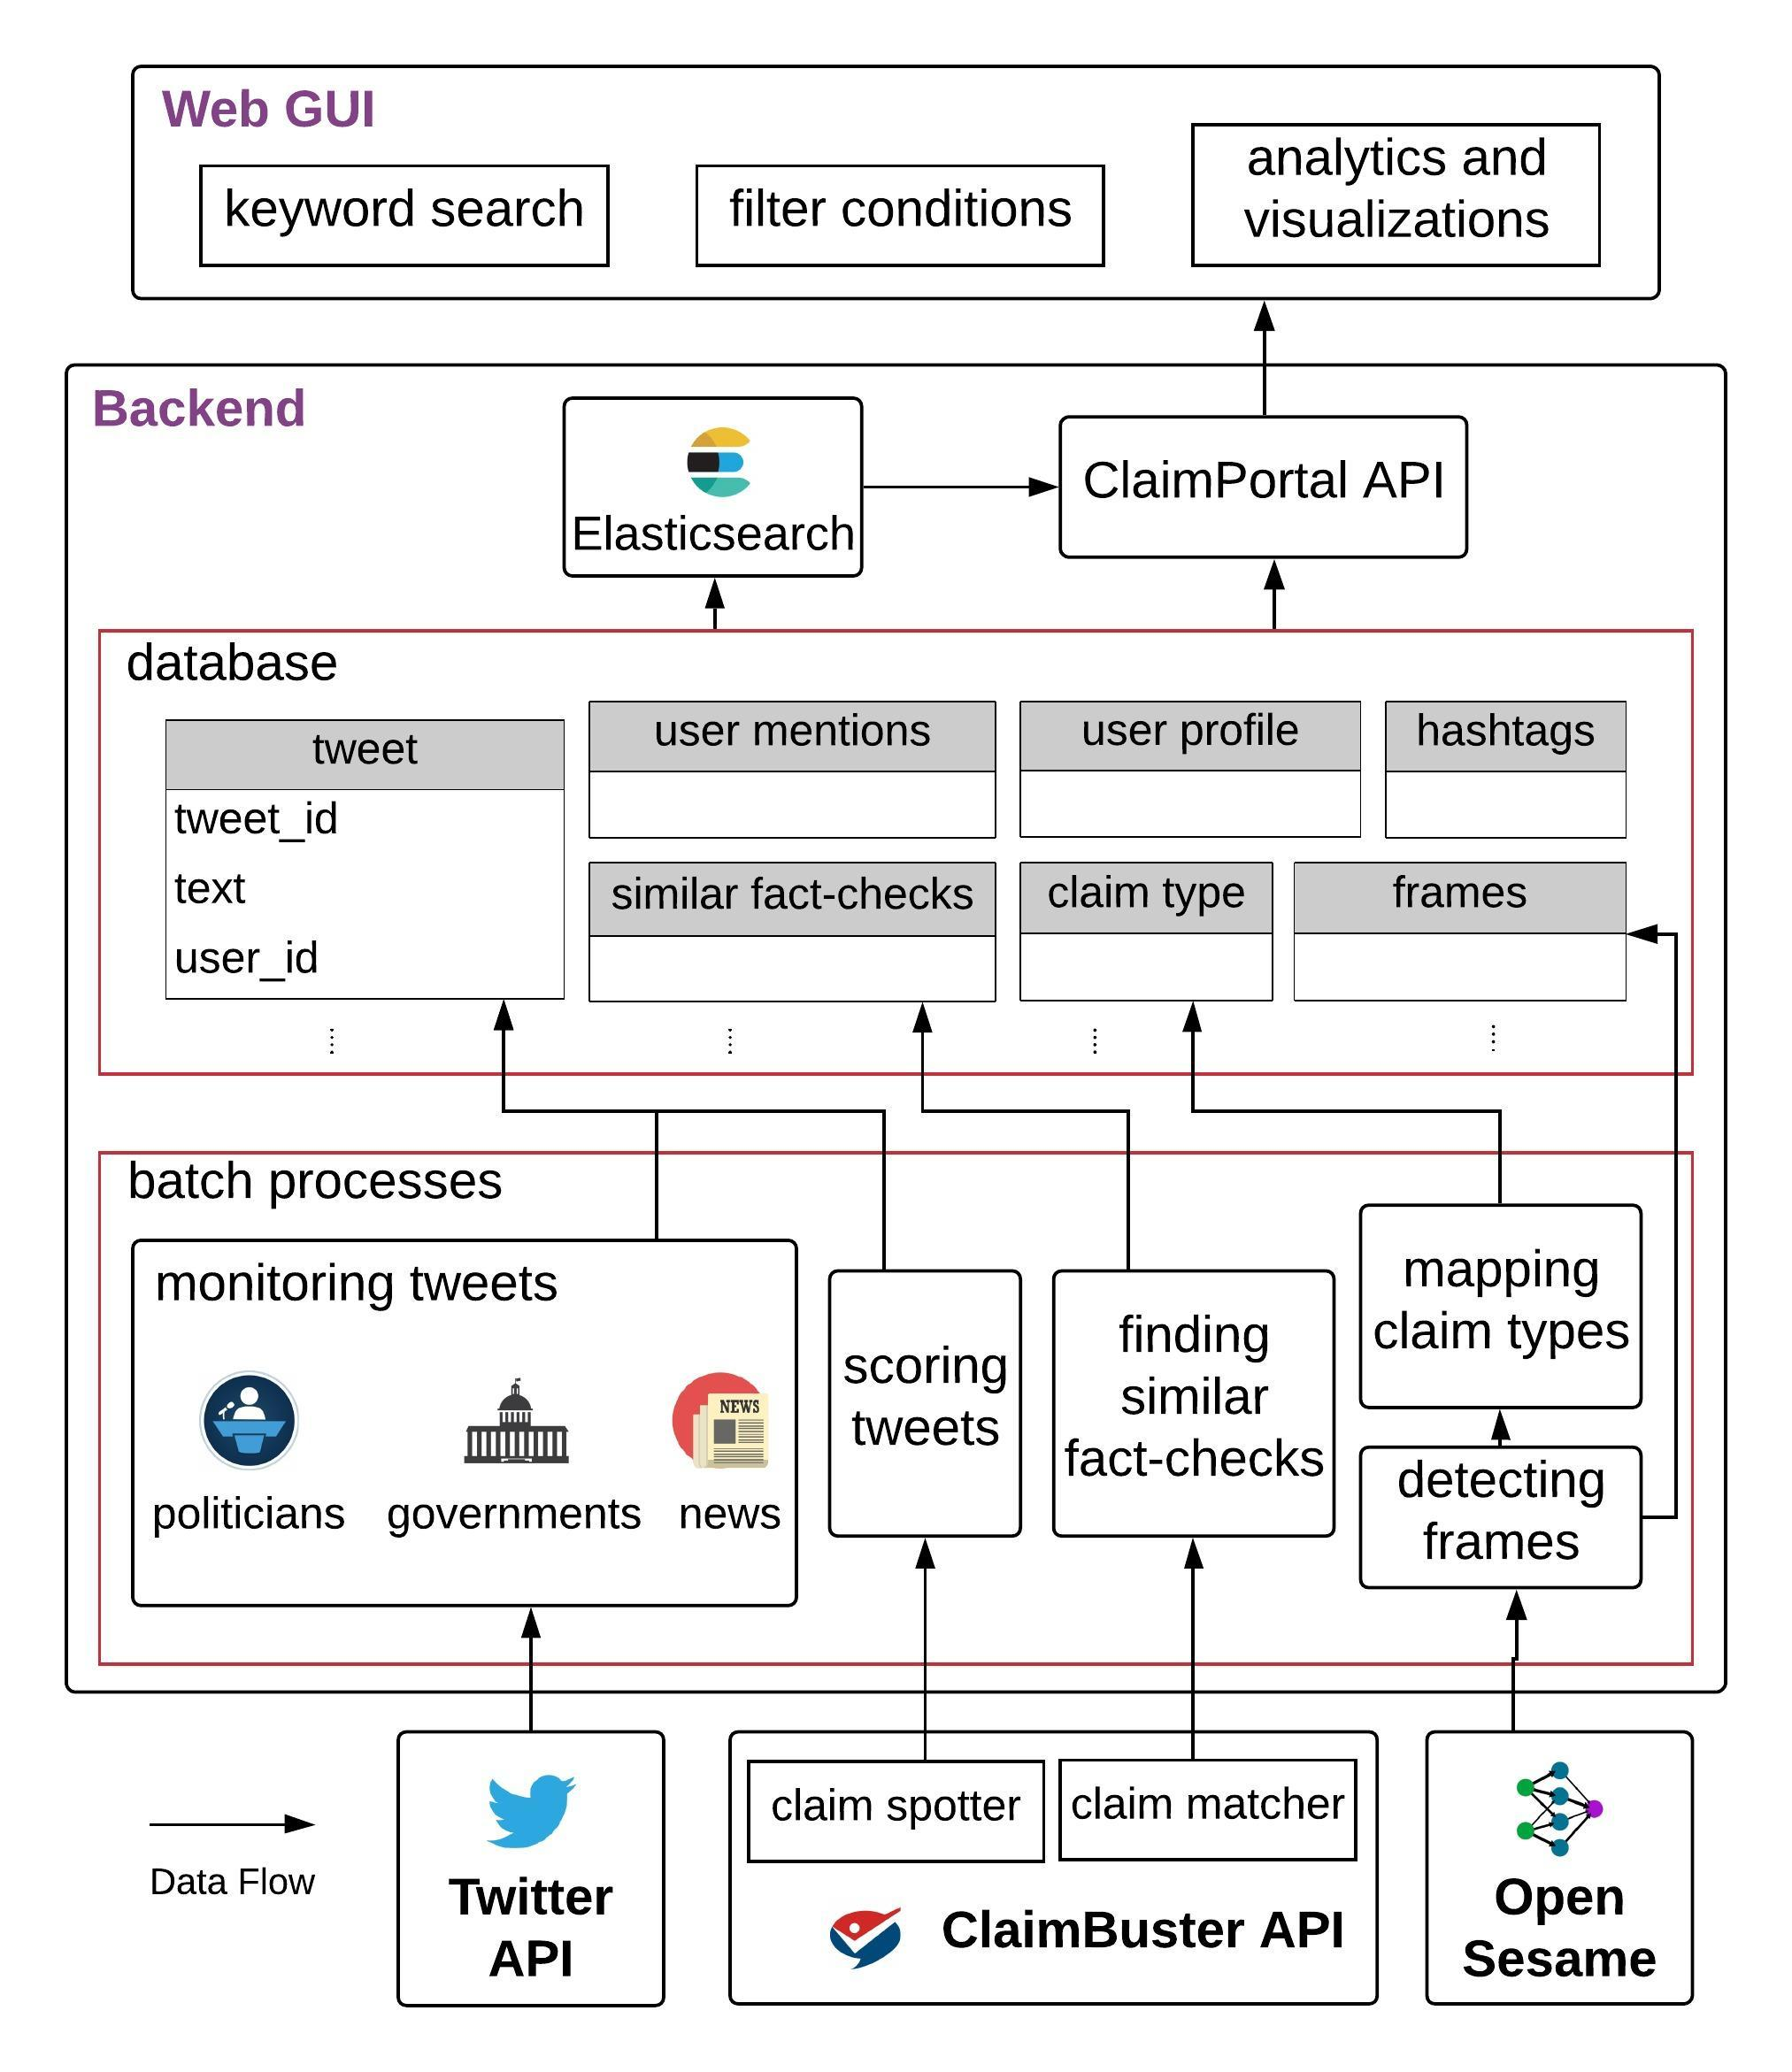 Web GUI
keyword search
filter conditions
analytics and
visualizations
Backend
Elasticsearch
ClaimPortal API
database
tweet
tweet_id
text
user_id
user mentions
user profile
hashtags
similar fact-checks
claim type
frames
batch processes
monitoring tweets
NEWS
politicians
governments
news
scoring
tweets
finding
similar
fact-checks
mapping
claim types
detecting
frames
Data Flow
Twitter
API
claim spotter
claim matcher
ClaimBuster API
Open
Sesame